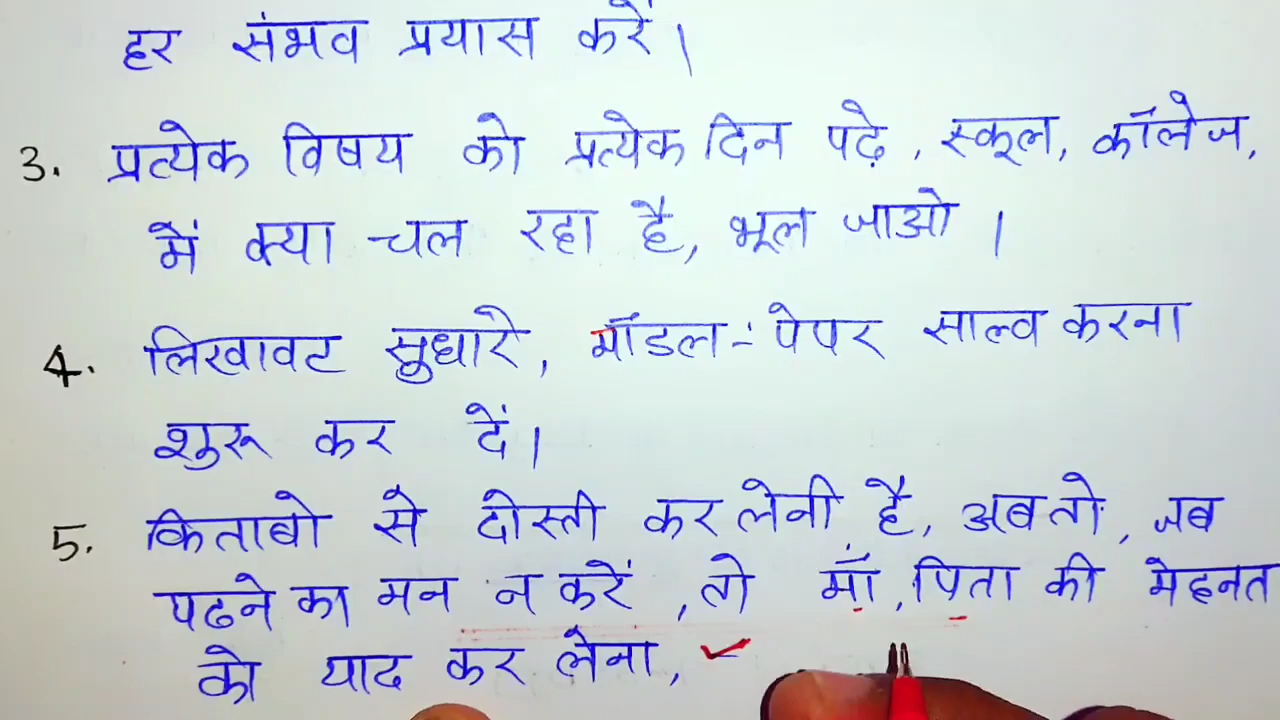 हर संभव प्रयास करें।
3. प्रत्येक विषय को प्रत्येक दिन पढ़े, स्कूल, कॉलेज,
में क्या चल रहा है, भूल जाओ।
4. लिखावट सुधारे, मॉडल-पेपर साल्व करना
शुरू कर दें।
5. किताबो से दोस्ती कर लेनी है, अब तो, जब
पढने का मन न करें, तो माँ, पिता की मेहनत
को याद कर लेना,